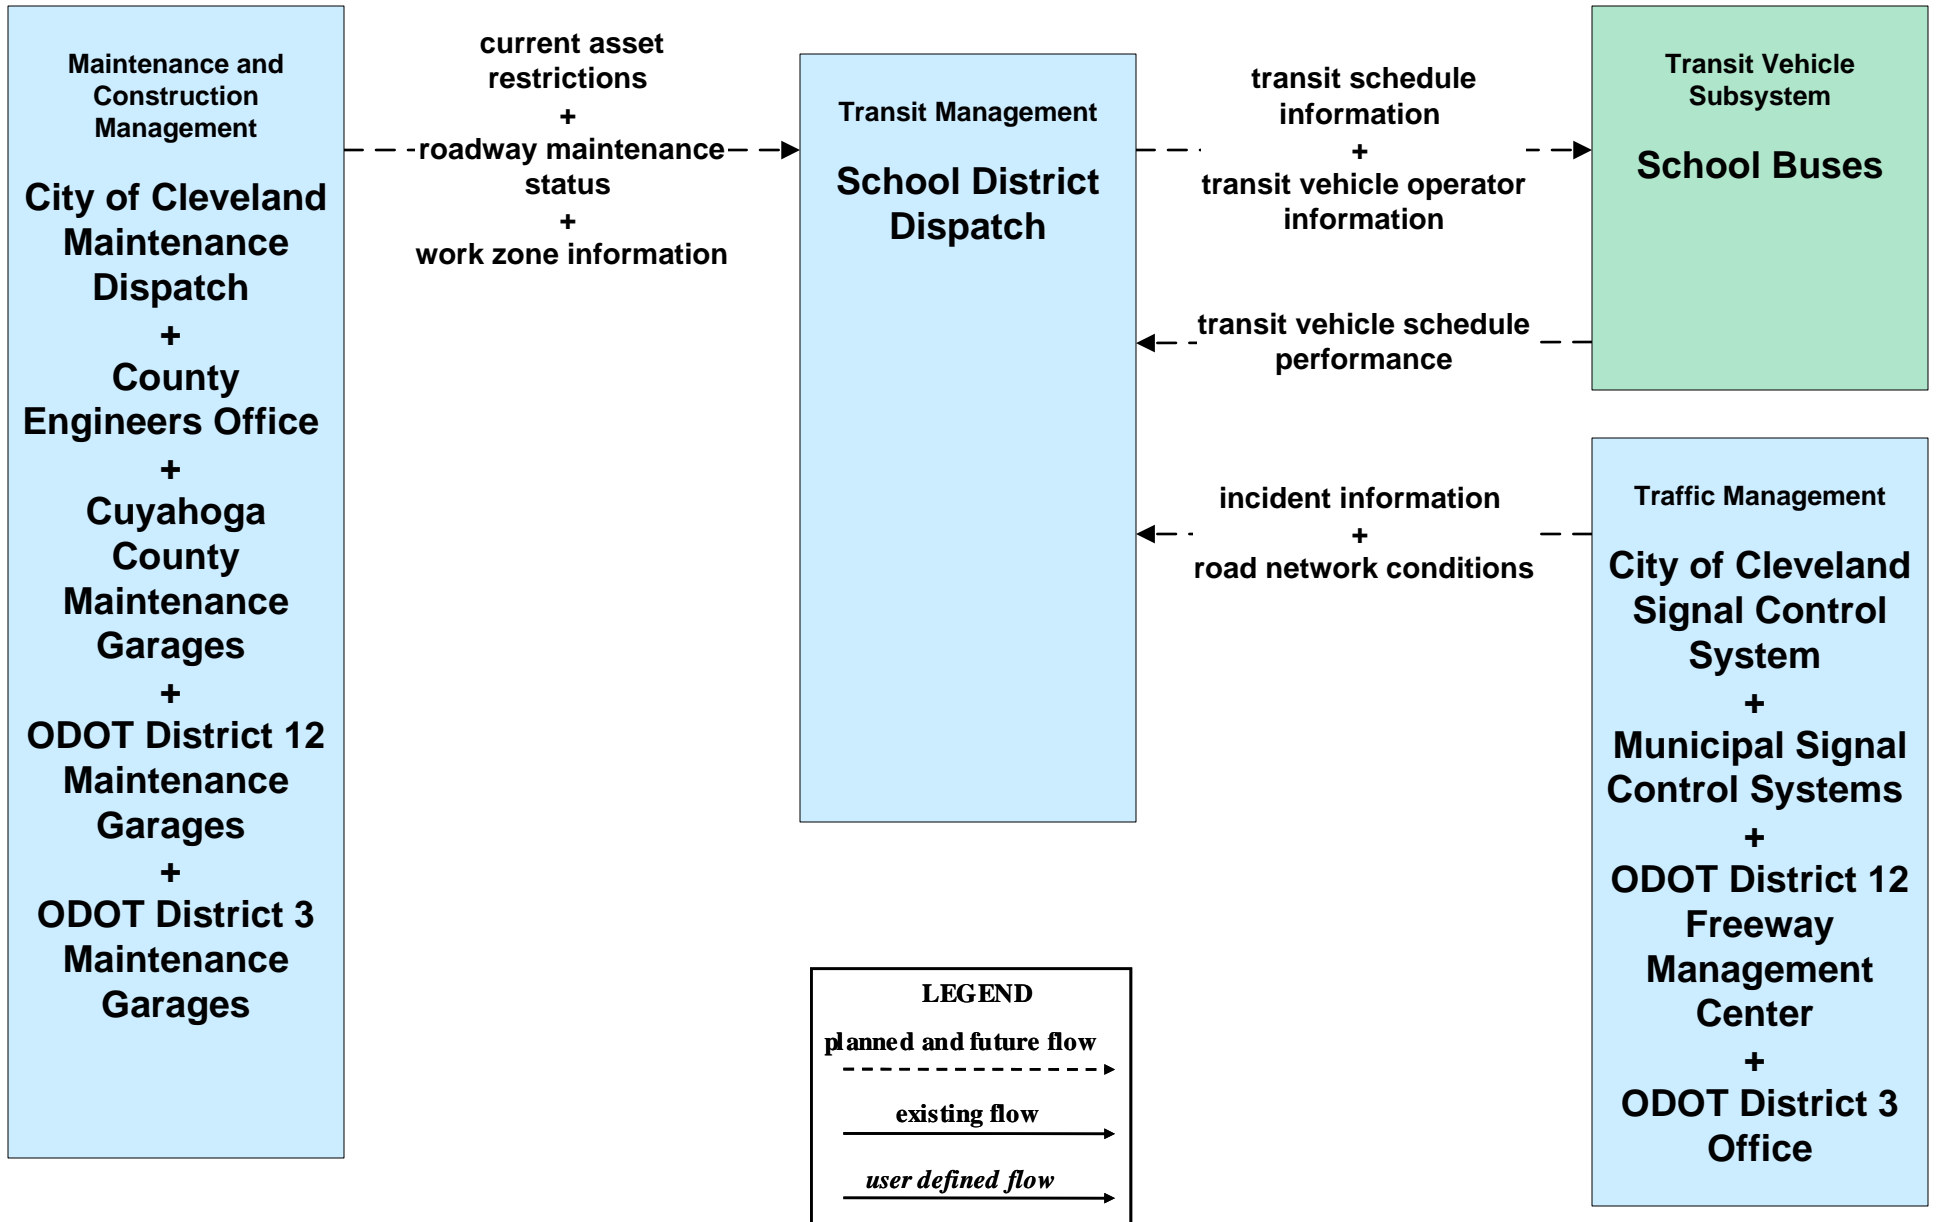 Maintenance and
Construction
Management
City of Cleveland
Maintenance
Dispatch
+
County
Engineers Office
+
Cuyahoga
County
Maintenance
Garages
+
ODOT District 12
Maintenance
Garages
+
ODOT District 3
Maintenance
Garages
current asset
restrictions
+
roadway maintenance
status
+
work zone information
Transit Management
School District
Dispatch
transit schedule
information
+
transit vehicle operator
information
transit vehicle schedule
performance
incident information
+
road network conditions
Transit Vehicle
Subsystem
School Buses
Traffic Management
City of Cleveland
Signal Control
System
+
Municipal Signal
Control Systems
+
ODOT District 12
Freeway
Management
Center
+
ODOT District 3
Office
LEGEND
planned and future flow
existing flow
user defined flow